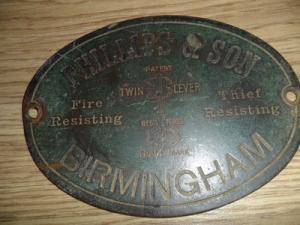 PHILLIPS & SON
PATENT
TWIN LEVER
Fire Resisting
Thief Resisting
TRADE MARK
BIRMINGHAM